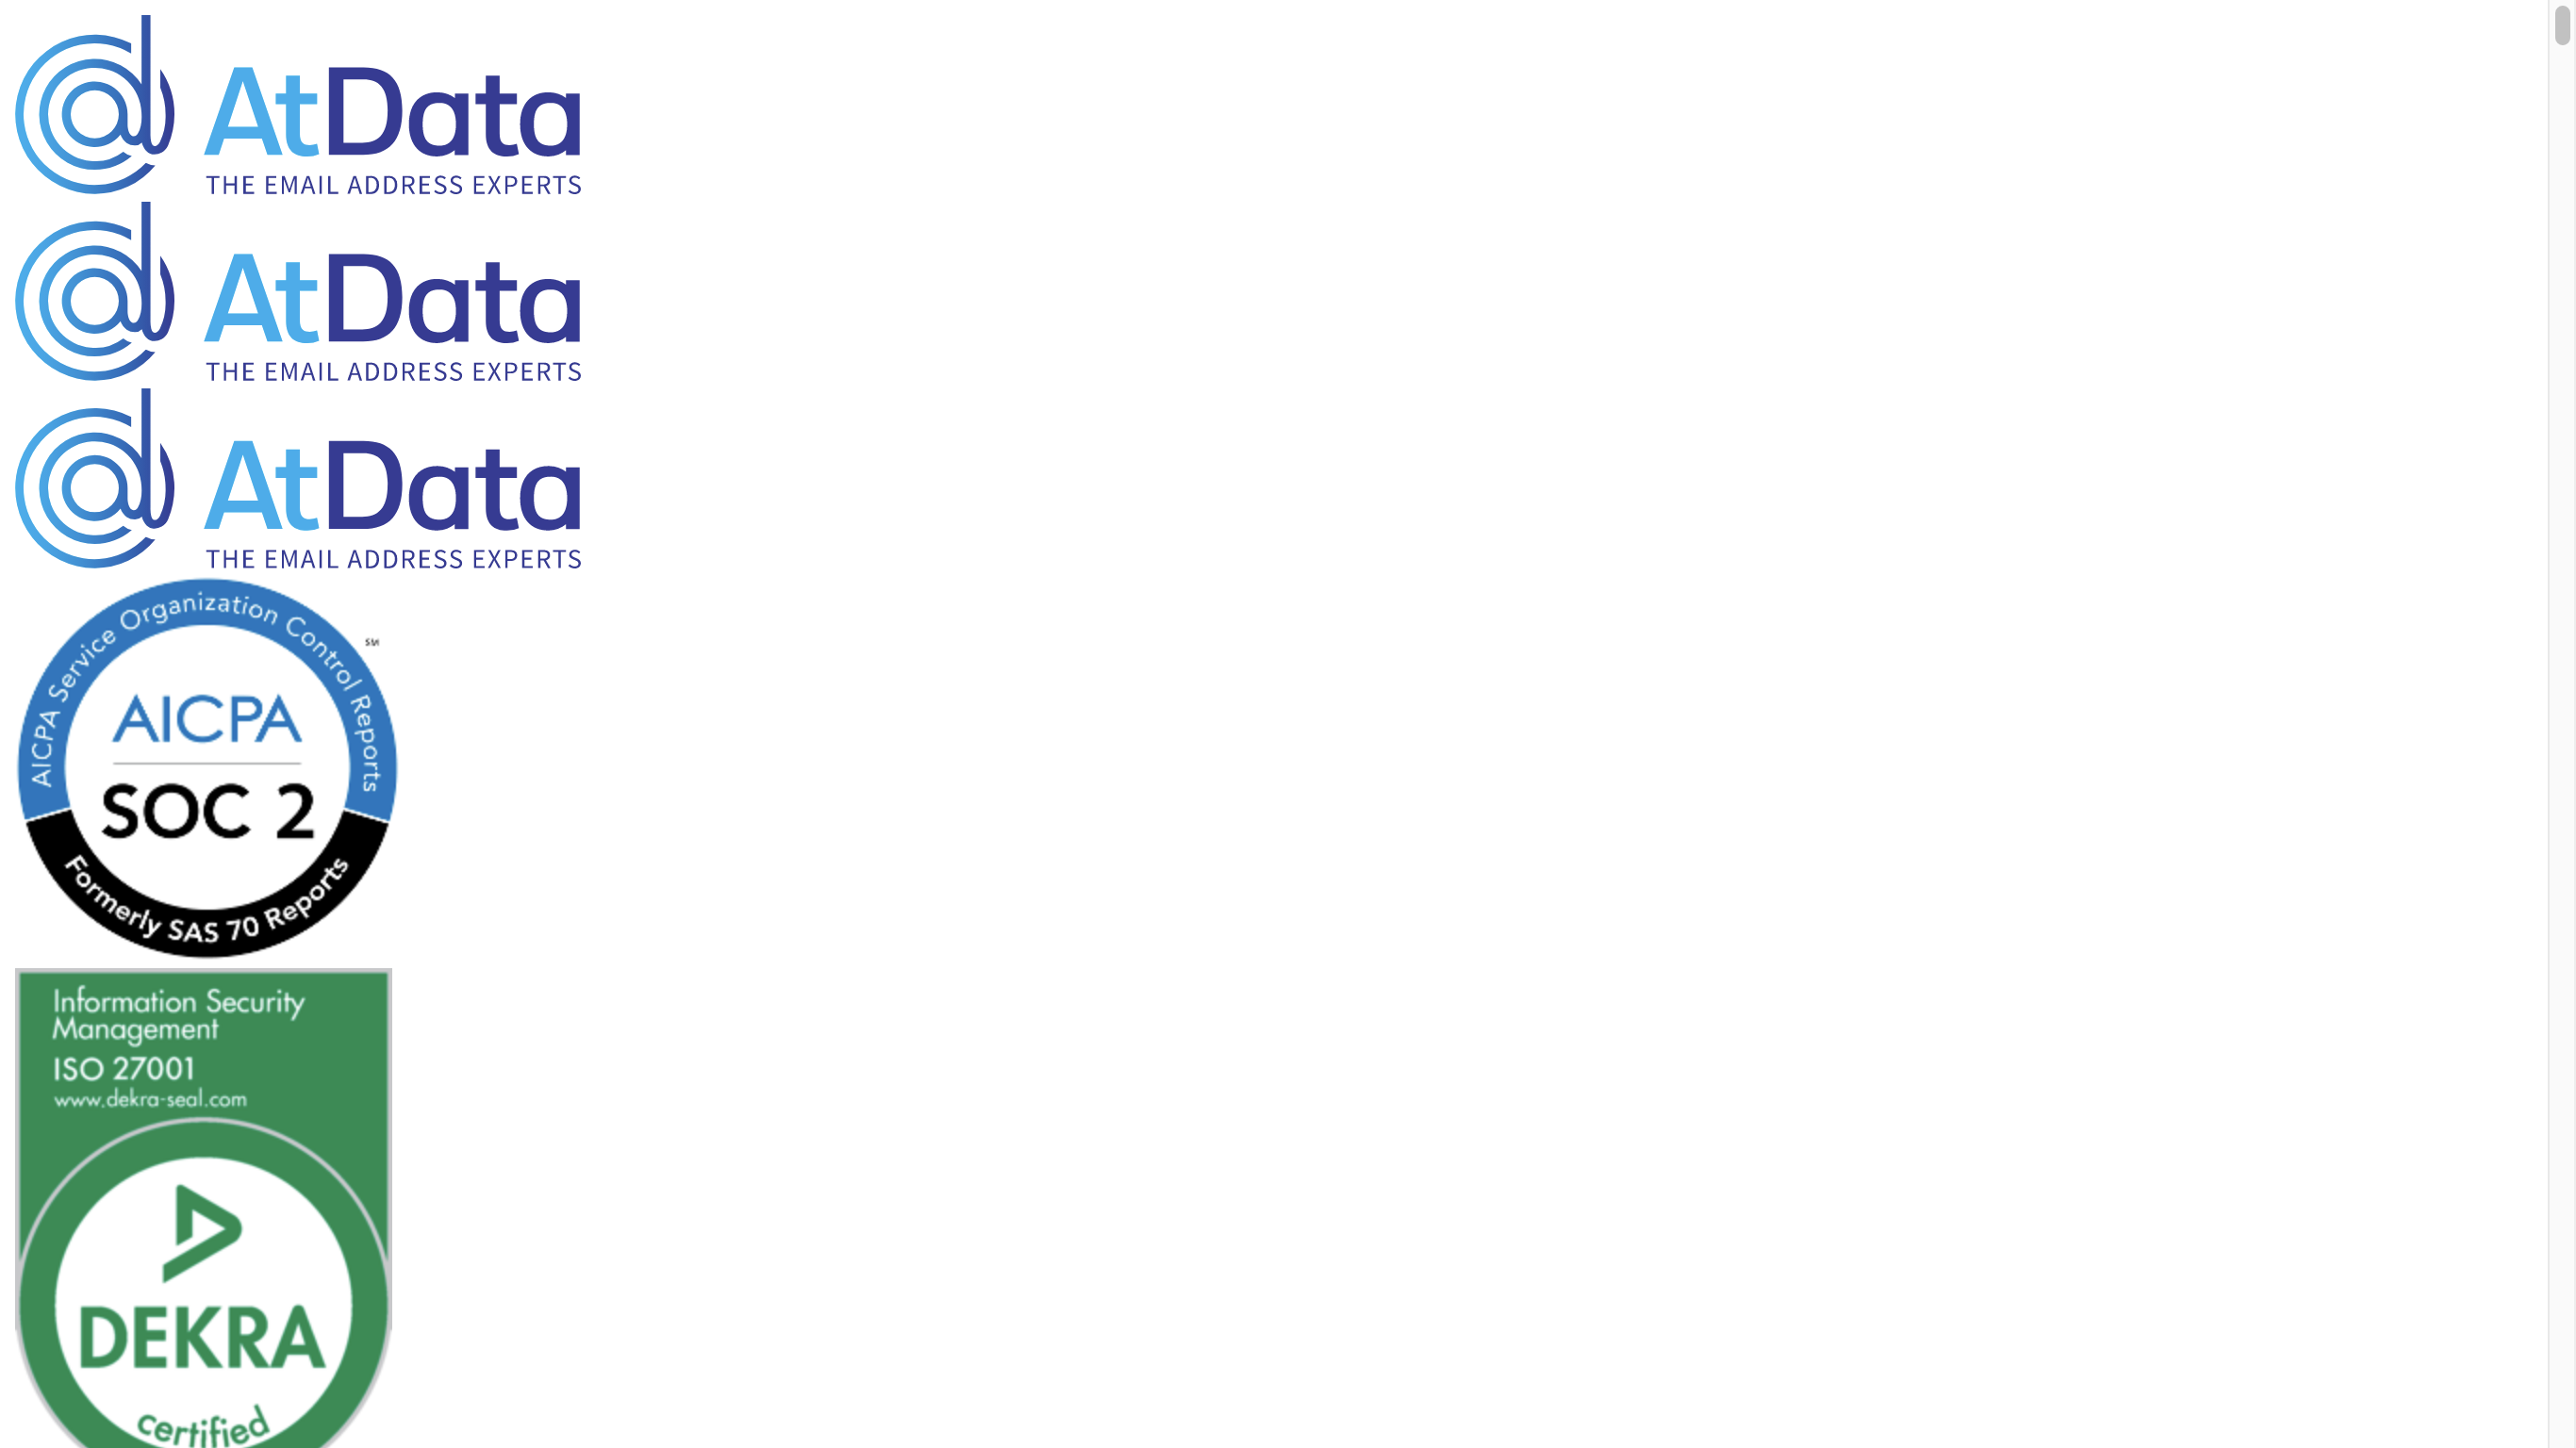 AtData
THE EMAIL ADDRESS EXPERTS
AtData
THE EMAIL ADDRESS EXPERTS
AtData
THE EMAIL ADDRESS EXPERTS
AICPA Service Organization Control Reports
SM
AICPA
SOC 2
Formerly SAS 70 Reports
Information Security
Management
ISO 27001
www.dekra-seal.com
DEKRA
certified